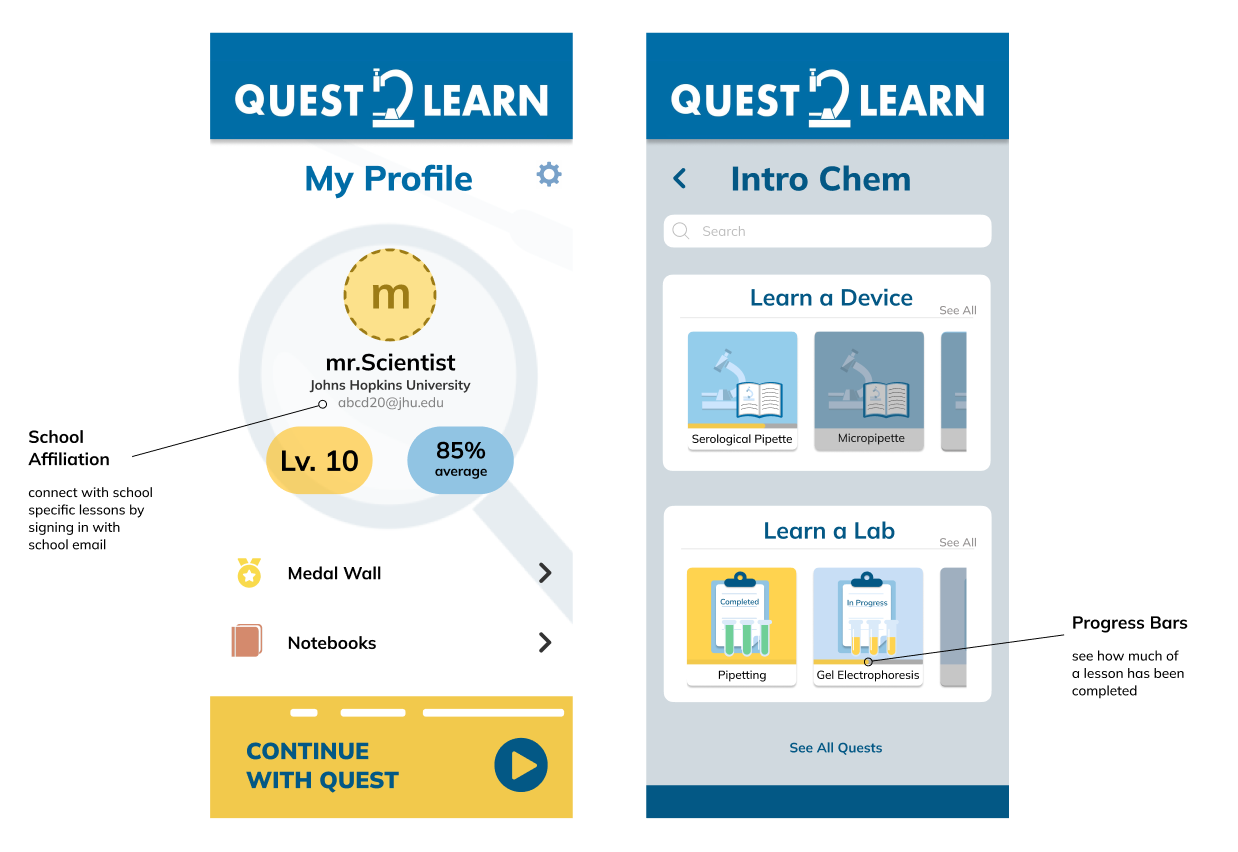 QUEST 2 LEARN
My Profile
m
mr.Scientist
Johns Hopkins University
abcd20@jhu.edu
Lv. 10
85%
average
Medal Wall
Notebooks
CONTINUE
WITH QUEST
School
Affiliation
connect with school
specific lessons by
signing in with
school email
QUEST 2 LEARN
Intro Chem
Search
Learn a Device
See All
Serological Pipette
Micropipette
Learn a Lab
See All
Completed
In Progress
Pipetting
Gel Electrophoresis
See All Quests
Progress Bars
see how much of
a lesson has been
completed